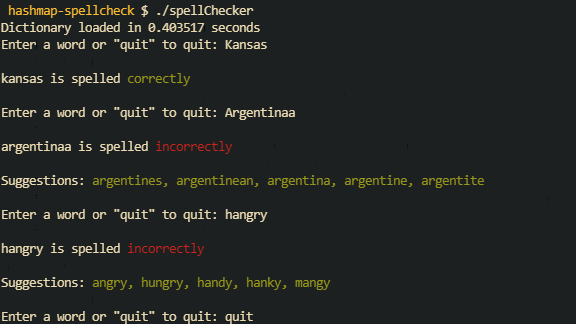 hashmap-spellcheck $ ./spellChecker
Dictionary loaded in 0.403517 seconds
Enter a word or "quit" to quit: Kansas
kansas is spelled correctly
Enter a word or "quit" to quit: Argentinaa
argentinaa is spelled incorrectly
Suggestions: argentines, argentinean, argentina, argentine, argentite
Enter a word or "quit" to quit: hangry
hangry is spelled incorrectly
Suggestions: angry, hungry, handy, hanky, mangy
Enter a word or "quit" to quit: quit